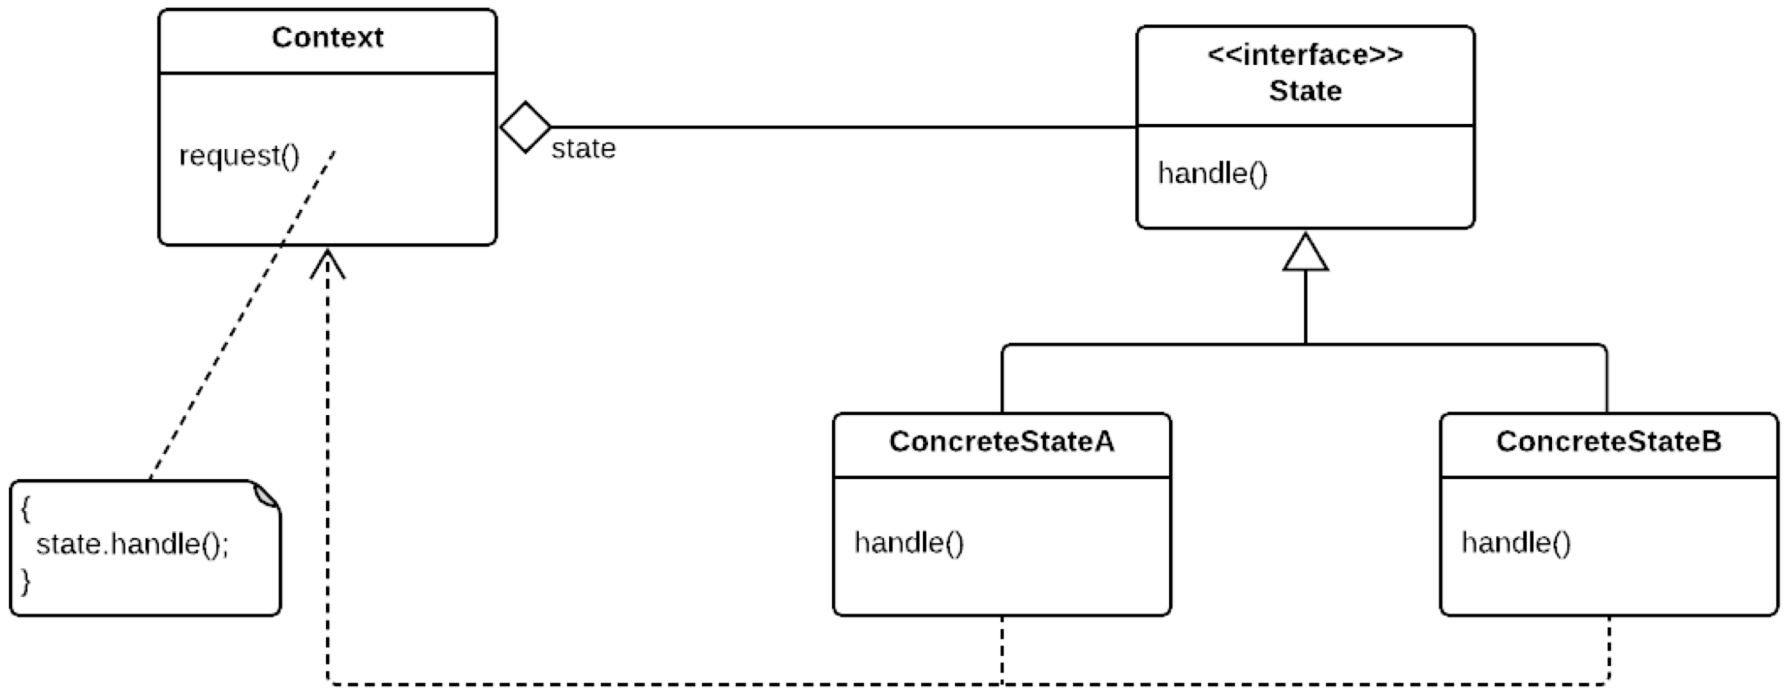 Context
request()
state
<<interface>>
State
handle()
ConcreteStateA
handle()
ConcreteStateB
handle()
{
state.handle();
}